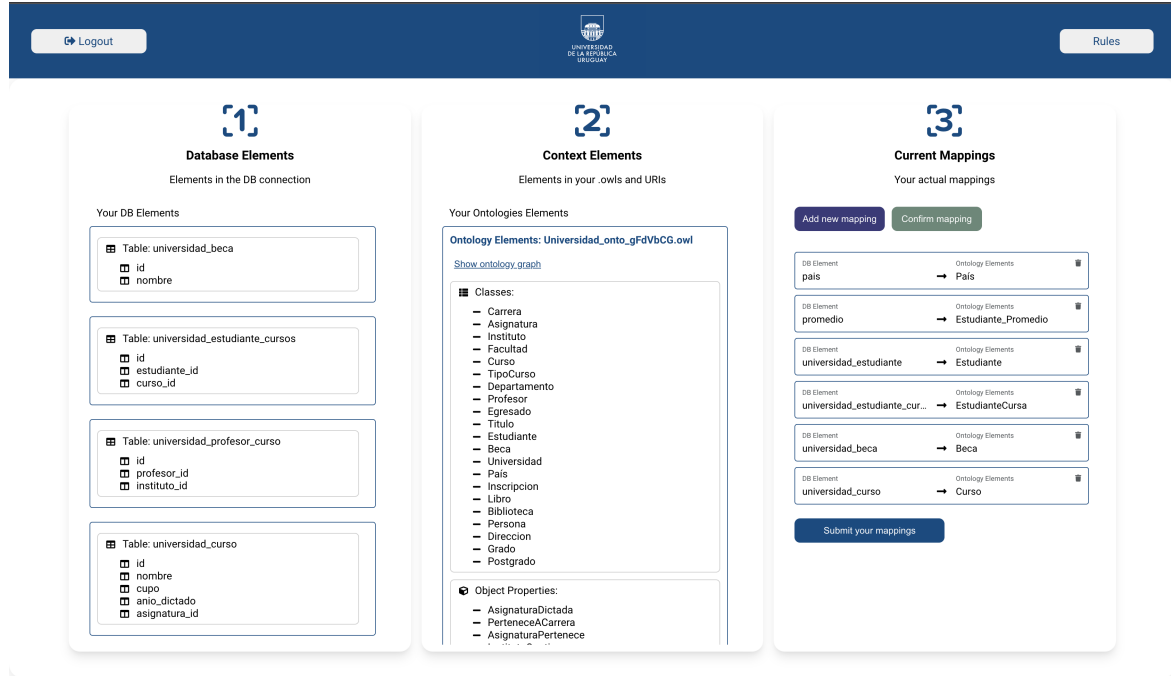 Logout
UNIVERSIDAD
DE LA REPÚBLICA
URUGUAY
Rules
1
Database Elements
Elements in the DB connection
Your DB Elements
Table: universidad_beca
id
nombre
Table: universidad_estudiante_cursos
id
estudiante_id
curso_id
Table: universidad_profesor_curso
id
profesor_id
instituto_id
Table: universidad_curso
id
nombre
cupo
anio_dictado
asignatura_id
2
Context Elements
Elements in your .owls and URIs
Your Ontologies Elements
Ontology Elements: Universidad_onto_gFdVbCG.owl
Show ontology graph
Classes:
Carrera
Asignatura
Instituto
Facultad
Curso
TipoCurso
Departamento
Profesor
Egresado
Titulo
Estudiante
Beca
Universidad
País
Inscripcion
Libro
Biblioteca
Persona
Direccion
Grado
Postgrado
Object Properties:
AsignaturaDictada
PerteneceACarrera
AsignaturaPertenece
3
Current Mappings
Your actual mappings
Add new mapping
Confirm mapping
DB Element Ontology Elements
pais → País
DB Element Ontology Elements
promedio → Estudiante_Promedio
DB Element Ontology Elements
universidad_estudiante → Estudiante
DB Element Ontology Elements
universidad_estudiante_cur... → EstudianteCursa
DB Element Ontology Elements
universidad_beca → Beca
DB Element Ontology Elements
universidad_curso → Curso
Submit your mappings